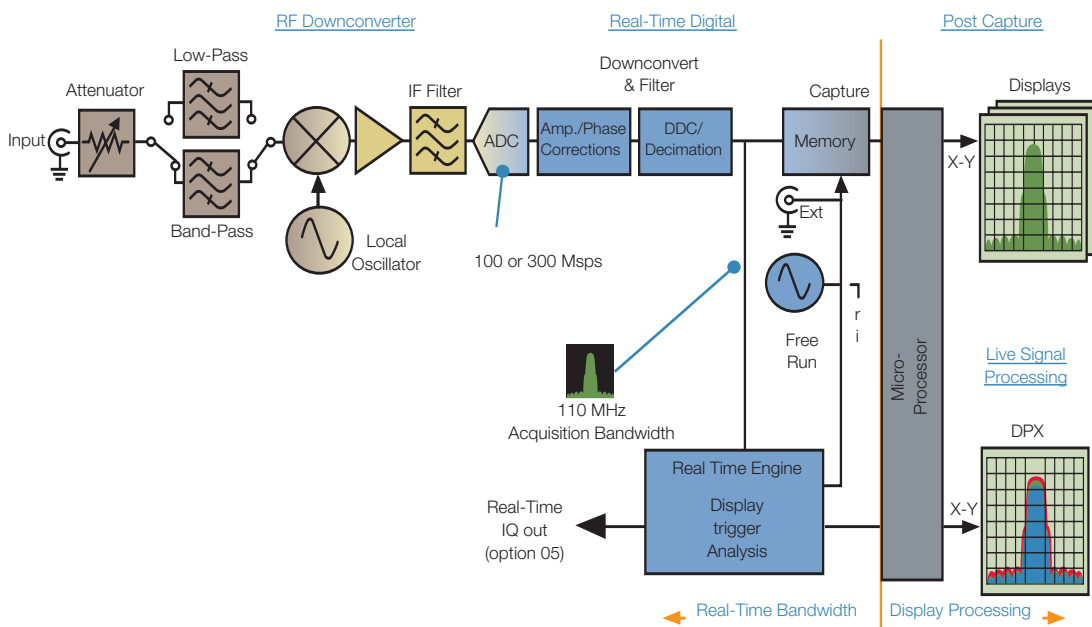 RF Downconverter
Real-Time Digital
Post Capture
Low-Pass
Downconvert
& Filter
Attenuator
IF Filter
Capture
Displays
Input
ADC
Amp./Phase
Corrections
DDC/
Decimation
Memory
X-Y
Ext
Band-Pass
Local
Oscillator
100 or 300 Msps
r
i
Free
Run
Micro-
Processor
Live Signal
Processing
110 MHz
Acquisition Bandwidth
DPX
Real Time Engine
Display
trigger
Analysis
Real-Time
IQ out
(option 05)
X-Y
Real-Time Bandwidth
Display Processing